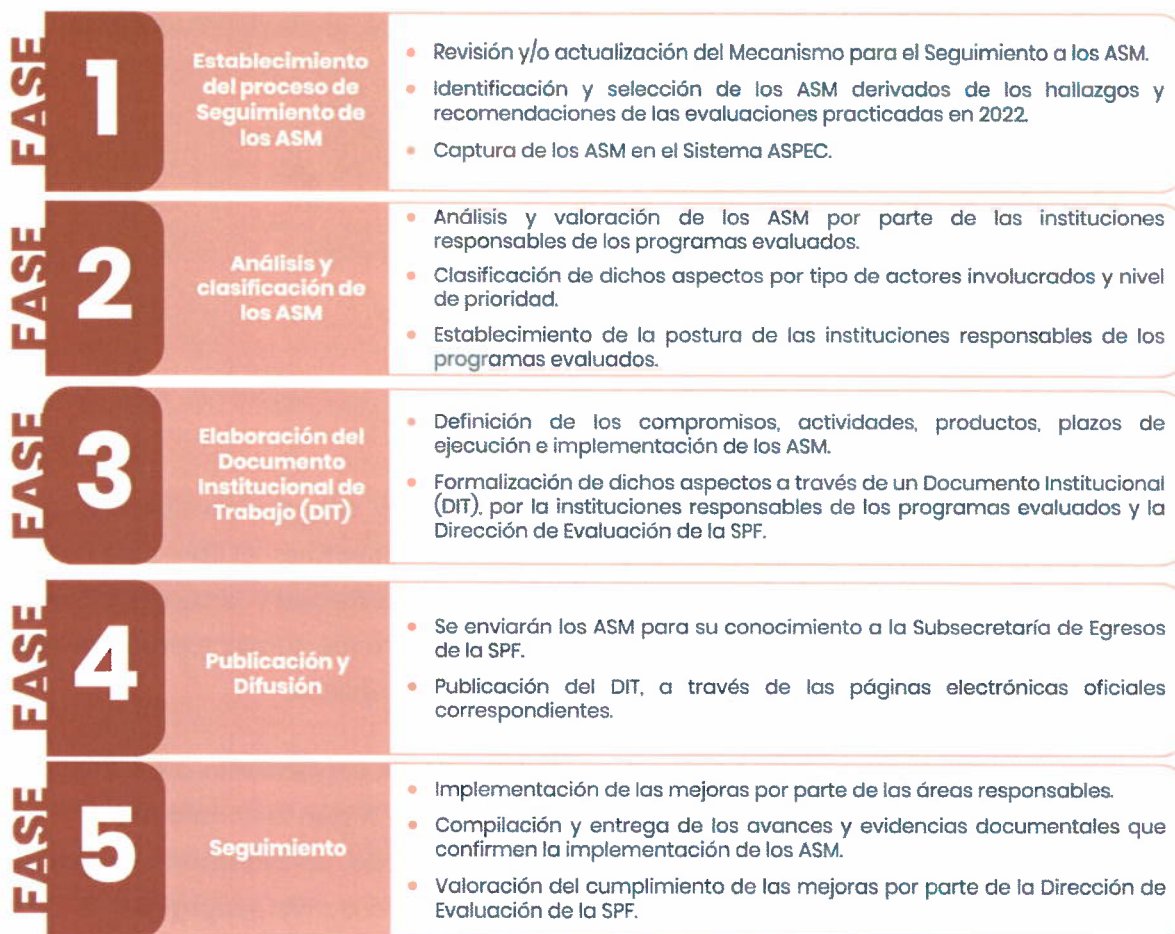 FASE
1
Establecimiento
del proceso de
Seguimiento de
los ASM
• Revisión y/o actualización del Mecanismo para el Seguimiento a los ASM.
• Identificación y selección de los ASM derivados de los hallazgos y
recomendaciones de las evaluaciones practicadas en 2022.
• Captura de los ASM en el Sistema ASPEC.
FASE
2
Análisis y
clasificación de
los ASM
• Análisis y valoración de los ASM por parte de las instituciones
responsables de los programas evaluados.
• Clasificación de dichos aspectos por tipo de actores involucrados y nivel
de prioridad.
• Establecimiento de la postura de las instituciones responsables de los
programas evaluados.
FASE
3
Elaboración del
Documento
Institucional de
Trabajo (DIT)
• Definición de los compromisos, actividades, productos, plazos de
ejecución e implementación de los ASM.
• Formalización de dichos aspectos a través de un Documento Institucional
(DIT), por la instituciones responsables de los programas evaluados y la
Dirección de Evaluación de la SPF.
FASE
4
Publicación y
Difusión
• Se enviarán los ASM para su conocimiento a la Subsecretaría de Egresos
de la SPF.
• Publicación del DIT, a través de las páginas electrónicas oficiales
correspondientes.
FASE
5
Seguimiento
• Implementación de las mejoras por parte de las áreas responsables.
• Compilación y entrega de los avances y evidencias documentales que
confirmen la implementación de los ASM.
• Valoración del cumplimiento de las mejoras por parte de la Dirección de
Evaluación de la SPF.